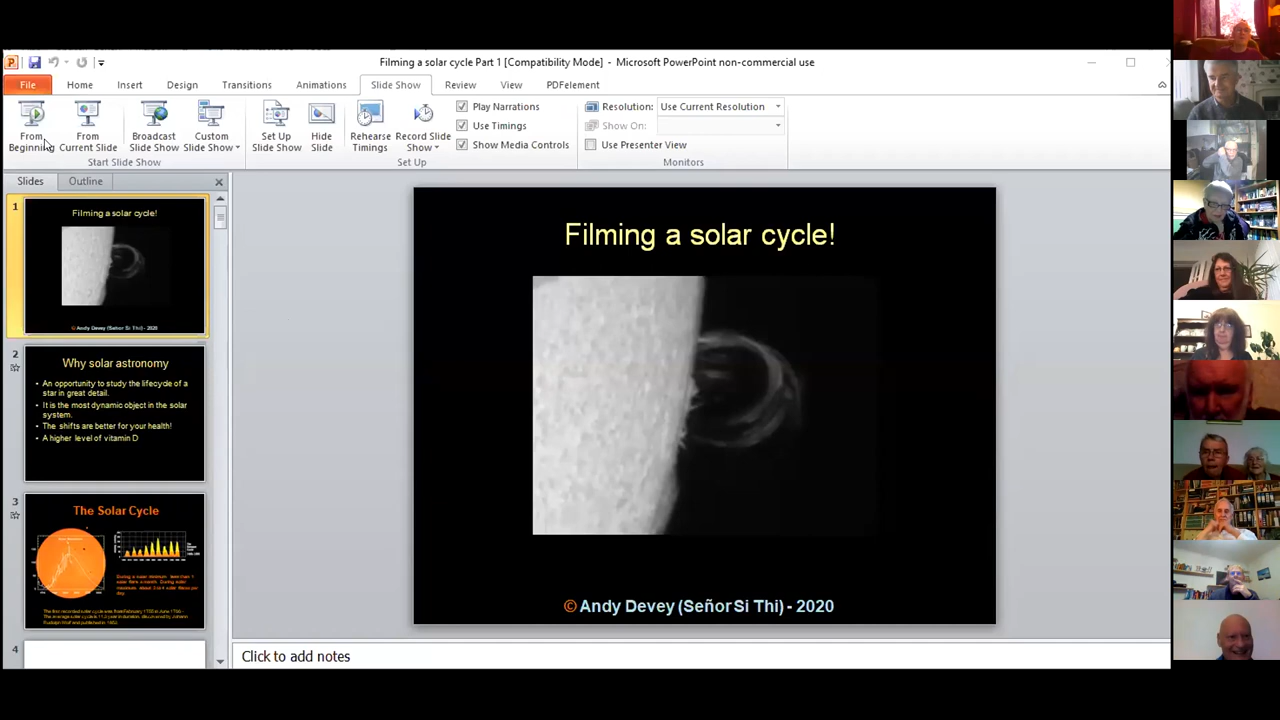 Filming a solar cycle Part 1 [Compatibility Mode] - Microsoft PowerPoint non-commercial use
File Home Insert Design Transitions Animations Slide Show Review View PDFelement
From Beginning
From Current Slide
Broadcast Slide Show
Custom Slide Show
Set Up Slide Show
Hide Slide
Rehearse Timings
Record Slide Show
Play Narrations
Use Timings
Show Media Controls
Resolution: Use Current Resolution
Show On:
Use Presenter View
Start Slide Show
Set Up
Monitors
Slides Outline
1
Filming a solar cycle!
© Andy Devey (Señor Si Thi) - 2020
2
Why solar astronomy
• An opportunity to study the lifecycle of a
star in great detail.
• It is the most dynamic object in the solar
system.
• The shifts are better for your health!
• A higher level of vitamin D
3
The Solar Cycle
4
Filming a solar cycle!
© Andy Devey (Señor Si Thi) - 2020
Click to add notes